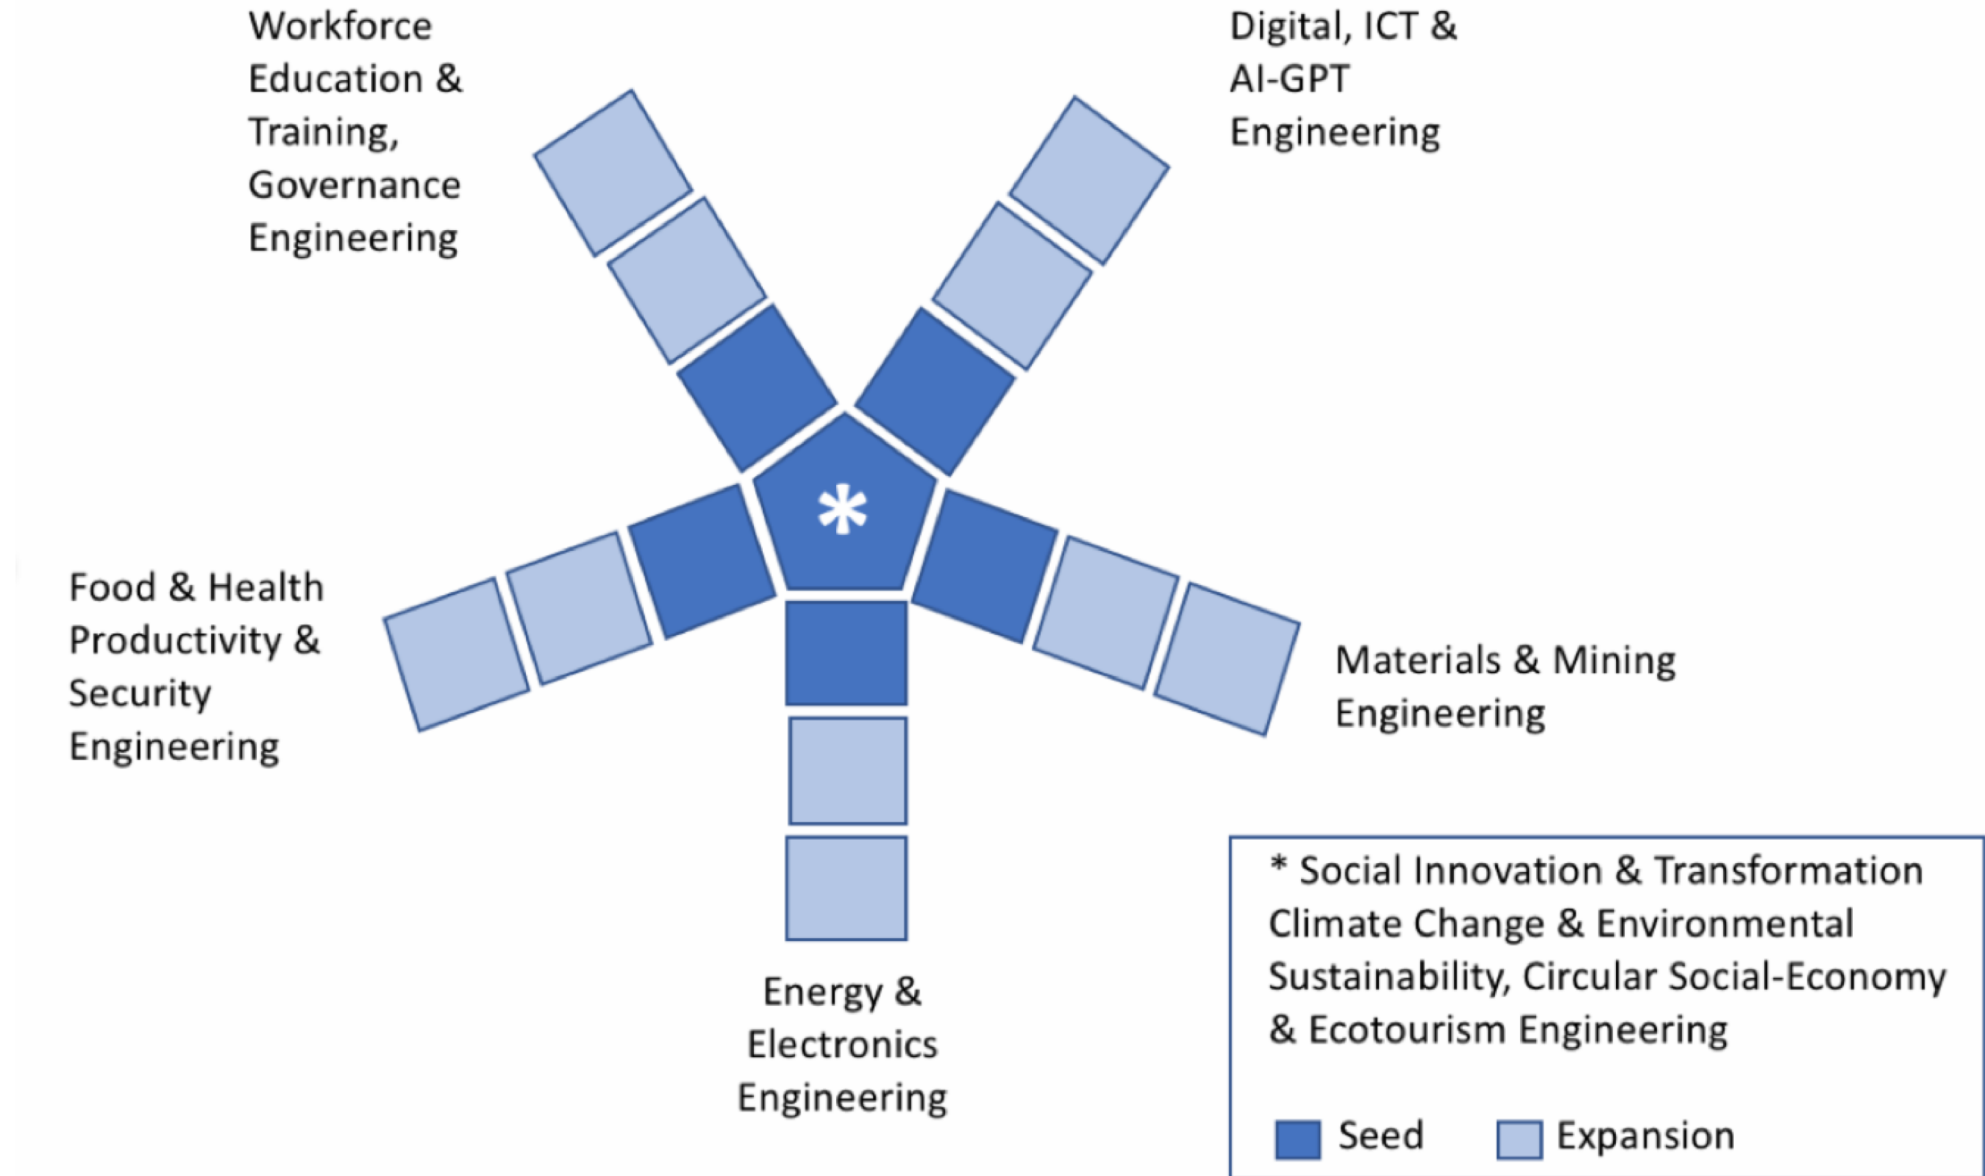 Workforce
Education &
Training,
Governance
Engineering
Digital, ICT &
AI-GPT
Engineering
*
Food & Health
Productivity &
Security
Engineering
Materials & Mining
Engineering
Energy &
Electronics
Engineering
* Social Innovation & Transformation
Climate Change & Environmental
Sustainability, Circular Social-Economy
& Ecotourism Engineering
Seed Expansion